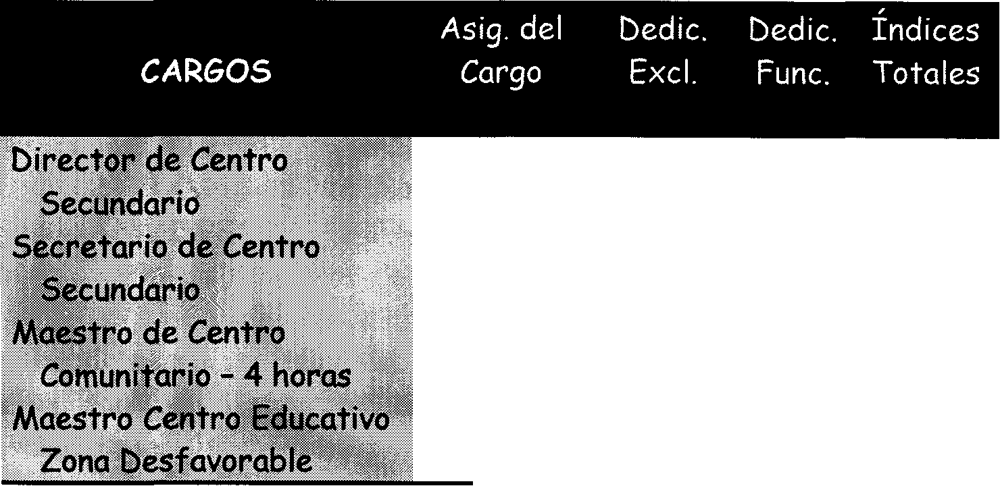 Asig. del Dedic. Dedic. Índices
CARGOS Cargo Excl. Func. Totales
Director de Centro
Secundario
Secretario de Centro
Secundario
Maestro de Centro
Comunitario - 4 horas
Maestro Centro Educativo
Zona Desfavorable